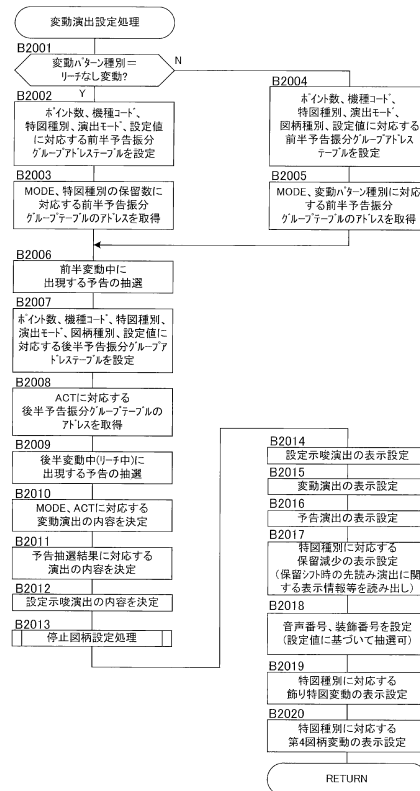 変動演出設定処理
B2001
変動パターン種別＝
リーチなし変動?
N
Y
B2002
ポイント数、機種コード、
特図種別、演出モード、設定値
に対応する前半予告振分
グループアドレステーブルを設定
B2003
MODE、特図種別の保留数に
対応する前半予告振分
グループテーブルのアドレスを取得
B2004
ポイント数、機種コード、
特図種別、演出モード、
図柄種別、設定値に対応する
前半予告振分グループアドレス
テーブルを設定
B2005
MODE、変動パターン種別に対応
する前半予告振分
グループテーブルのアドレスを取得
B2006
前半変動中に
出現する予告の抽選
B2007
ポイント数、機種コード、特図種別、
演出モード、図柄種別、設定値に
対応する後半予告振分グループア
ドレステーブルを設定
B2008
ACTに対応する
後半予告振分グループテーブルの
アドレスを取得
B2009
後半変動中(リーチ中)に
出現する予告の抽選
B2010
MODE、ACTに対応する
変動演出の内容を決定
B2011
予告抽選結果に対応する
演出の内容を決定
B2012
設定示唆演出の内容を決定
B2013
停止図柄設定処理
B2014
設定示唆演出の表示設定
B2015
変動演出の表示設定
B2016
予告演出の表示設定
B2017
特図種別に対応する
保留減少の表示設定
(保留シフト時の先読み演出に関
する表示情報等を読み出し)
B2018
音声番号、装飾番号を設定
(設定値に基づいて抽選可)
B2019
特図種別に対応する
飾り特図変動の表示設定
B2020
特図種別に対応する
第4図柄変動の表示設定
RETURN